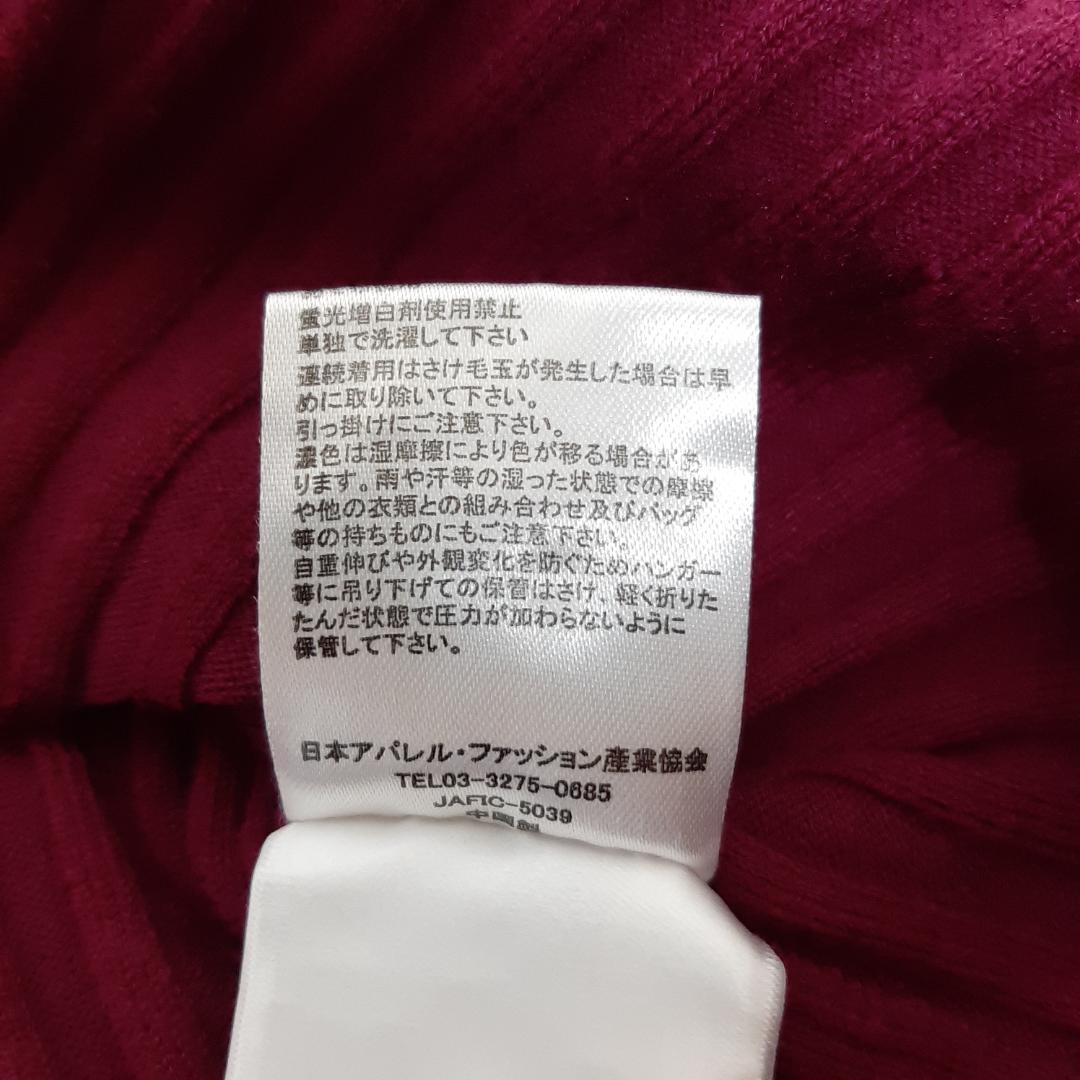 蛍光増白剤使用禁止
単独で洗濯して下さい
連続着用はさけ毛玉が発生した場合は早
めに取り除いて下さい。
引っ掛けにご注意下さい。
濃色は湿摩擦により色が移る場合があ
ります。雨や汗等の湿った状態での摩擦
や他の衣類との組み合わせ及びバッグ
等の持ちものにもご注意下さい。
自重伸びや外観変化を防ぐためハンガー
等に吊り下げての保管はさけ、軽く折りた
たんだ状態で圧力が加わらないように
保管して下さい。
日本アパレル・ファッション産業協会
TEL03-3275-0685
JAFIC-5039
中国製